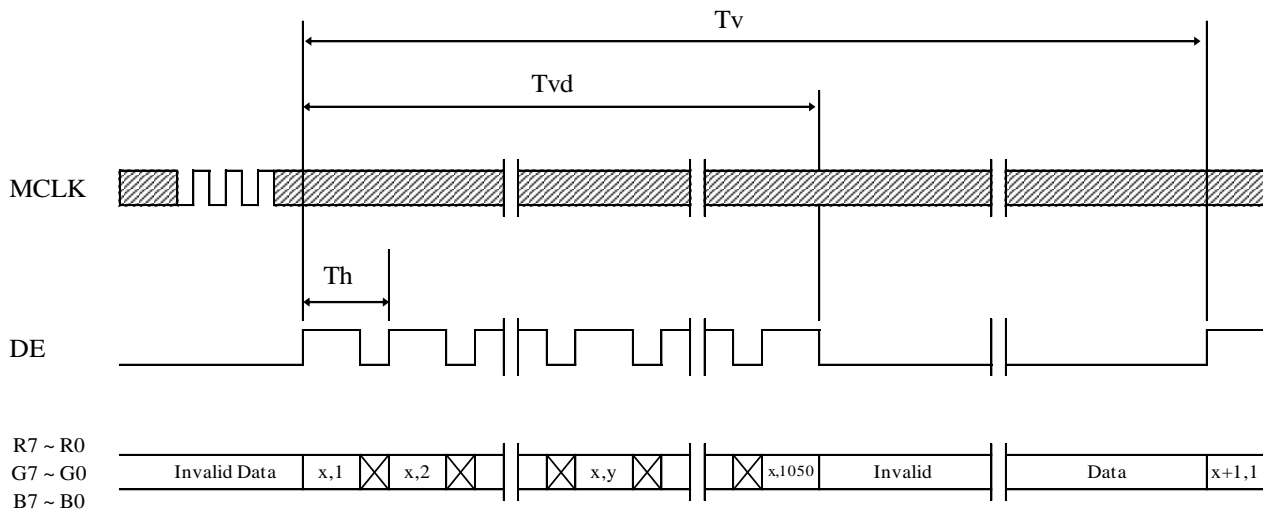 Tv
Tvd
MCLK
Th
DE
R7 ~ R0
G7 ~ G0
B7 ~ B0
Invalid Data
x,1
x,2
x,y
x,1050
Invalid
Data
x+1,1